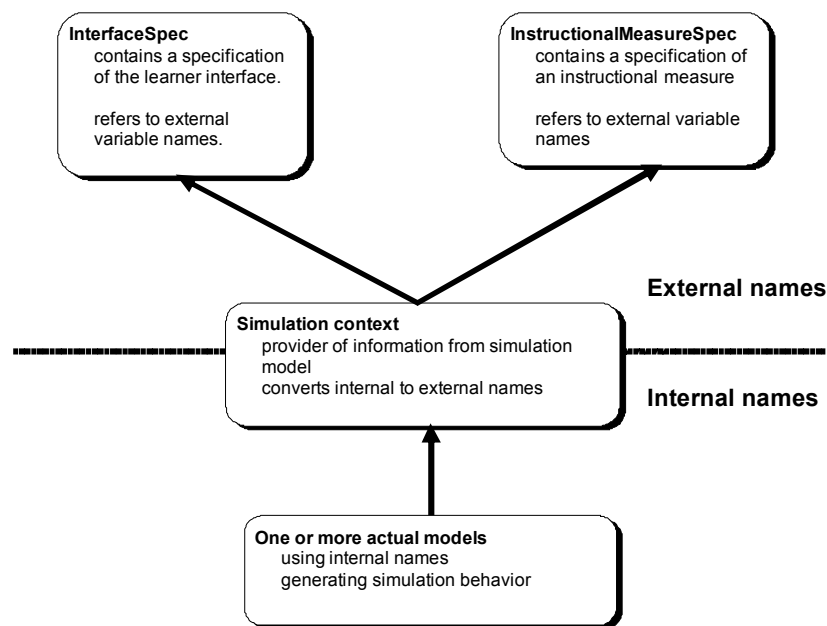 InterfaceSpec
contains a specification
of the learner interface.
refers to external
variable names.
InstructionalMeasureSpec
contains a specification of
an instructional measure
refers to external variable
names
External names
Simulation context
provider of information from simulation
model
converts internal to external names
Internal names
One or more actual models
using internal names
generating simulation behavior